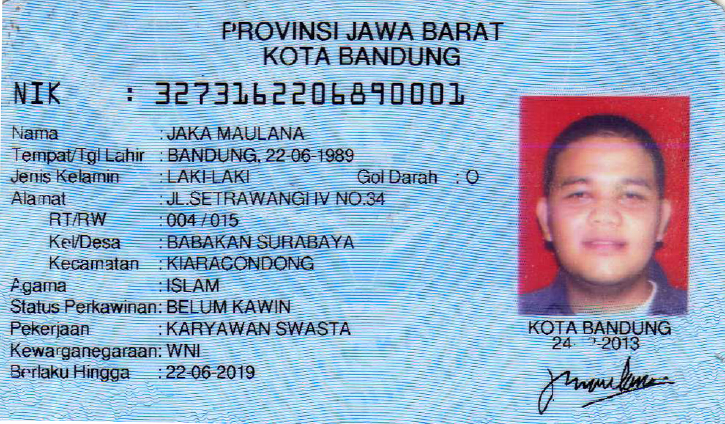 PROVINSI JAWA BARAT
KOTA BANDUNG
NIK : 3273162206890001
Nama : JAKA MAULANA
Tempat/Tgl Lahir : BANDUNG, 22-06-1989
Jenis Kelamin : LAKI-LAKI Gol Darah : O
Alamat : JL.SETRAWANGI IV NO.34
RT/RW : 004 / 015
Kel/Desa : BABAKAN SURABAYA
Kecamatan : KIARACONDONG
Agama : ISLAM
Status Perkawinan: BELUM KAWIN
Pekerjaan : KARYAWAN SWASTA
Kewarganegaraan: WNI
Berlaku Hingga : 22-06-2019
KOTA BANDUNG